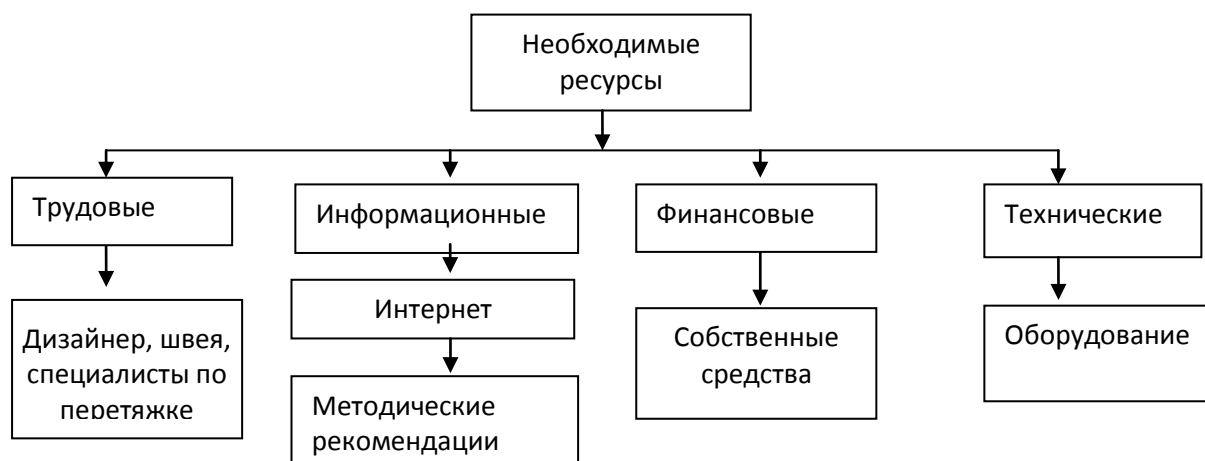 Необходимые
ресурсы
Трудовые
Информационные
Финансовые
Технические
Дизайнер, швея,
специалисты по
перетяжке
Интернет
Методические
рекомендации
Собственные
средства
Оборудование